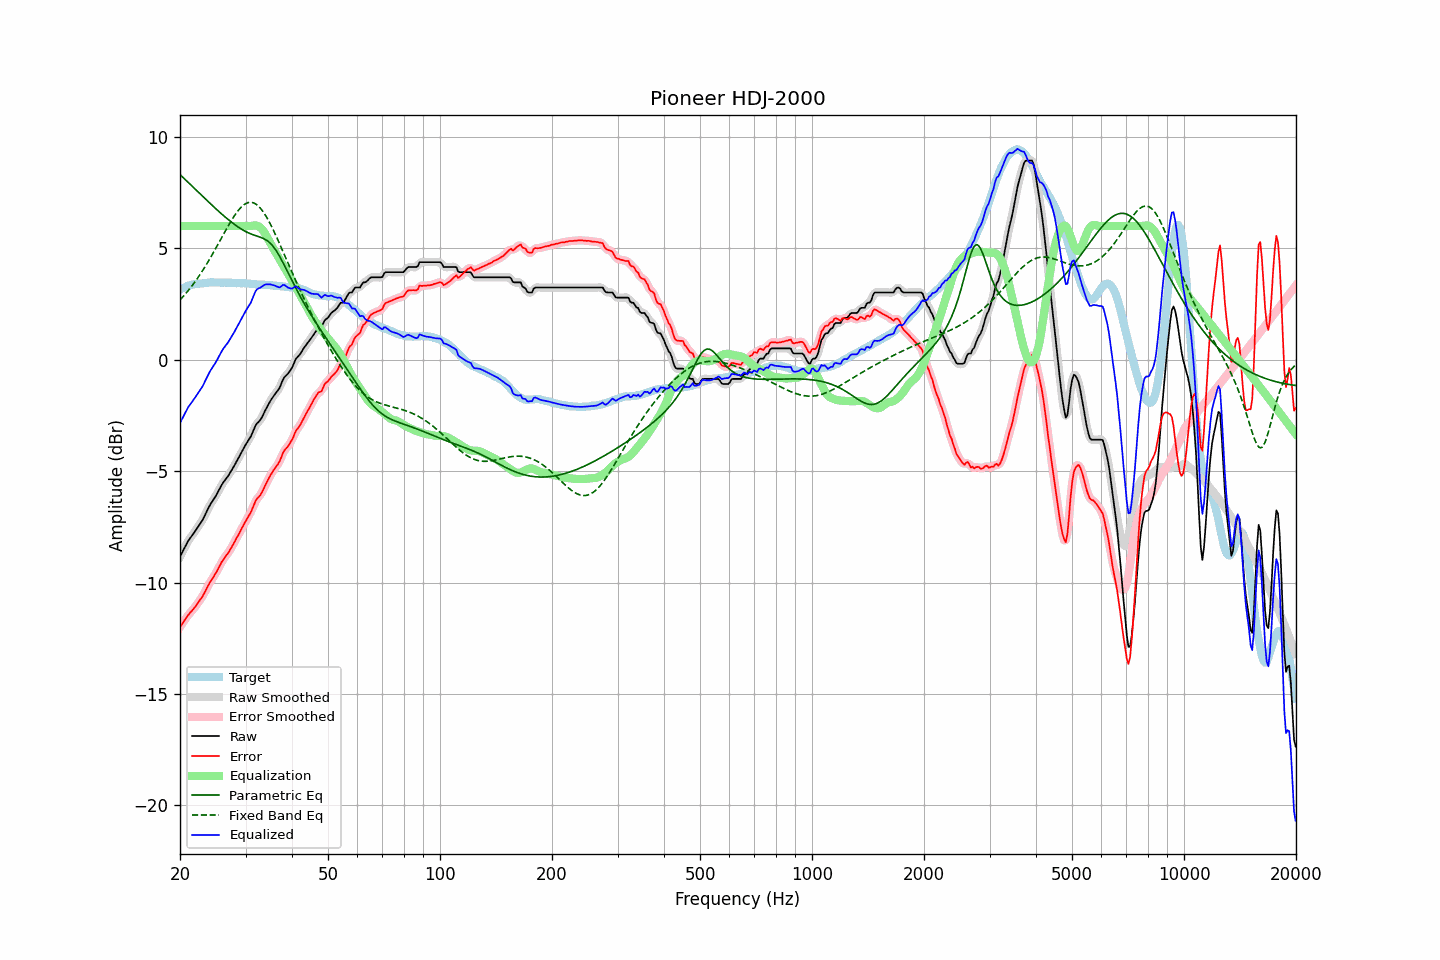 Pioneer HDJ-2000
10
5
0
−5
−10
−15
−20
Amplitude (dBr)
Target
Raw Smoothed
Error Smoothed
Raw
Error
Equalization
Parametric Eq
Fixed Band Eq
Equalized
20 50 100 200 500 1000 2000 5000 10000 20000
Frequency (Hz)